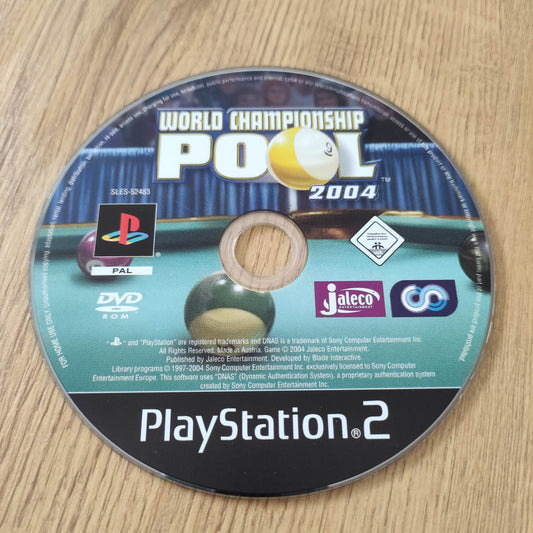 WORLD CHAMPIONSHIP
POOL
2004
TM
SLES-52483
PAL
DVD
ROM
jaleco
ENTERTAINMENT
and "PlayStation" are registered trademarks and DNAS is a trademark of Sony Computer Entertainment Inc.
All Rights Reserved. Made in Austria. Game © 2004 Jaleco Entertainment.
Published by Jaleco Entertainment. Developed by Blade Interactive.
Library programs © 1997-2004 Sony Computer Entertainment Inc. exclusively licensed to Sony Computer
Entertainment Europe. This software uses "DNAS" (Dynamic Authentication System), a proprietary authentication system
created by Sony Computer Entertainment Inc.
PlayStation®2
FOR HOME USE ONLY. Unauthorised copying,